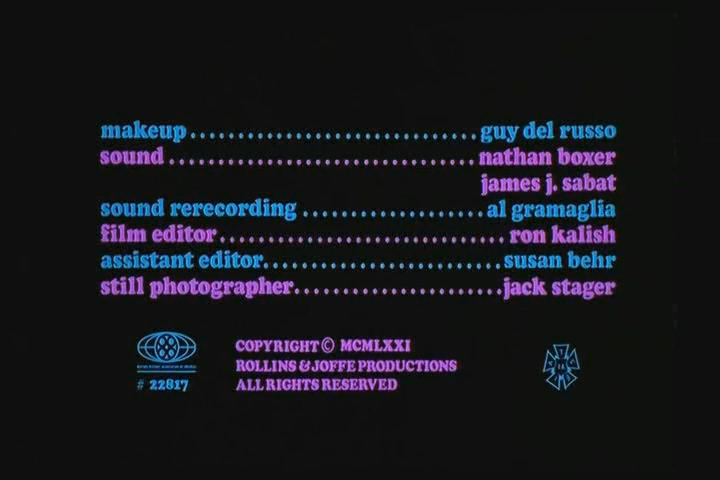 makeup..............................guy del russo
sound................................nathan boxer
james j. sabat
sound rerecording...................al gramaglia
film editor..............................ron kalish
assistant editor.........................susan behr
still photographer......................jack stager
# 22817
COPYRIGHT © MCMLXXI
ROLLINS & JOFFE PRODUCTIONS
ALL RIGHTS RESERVED